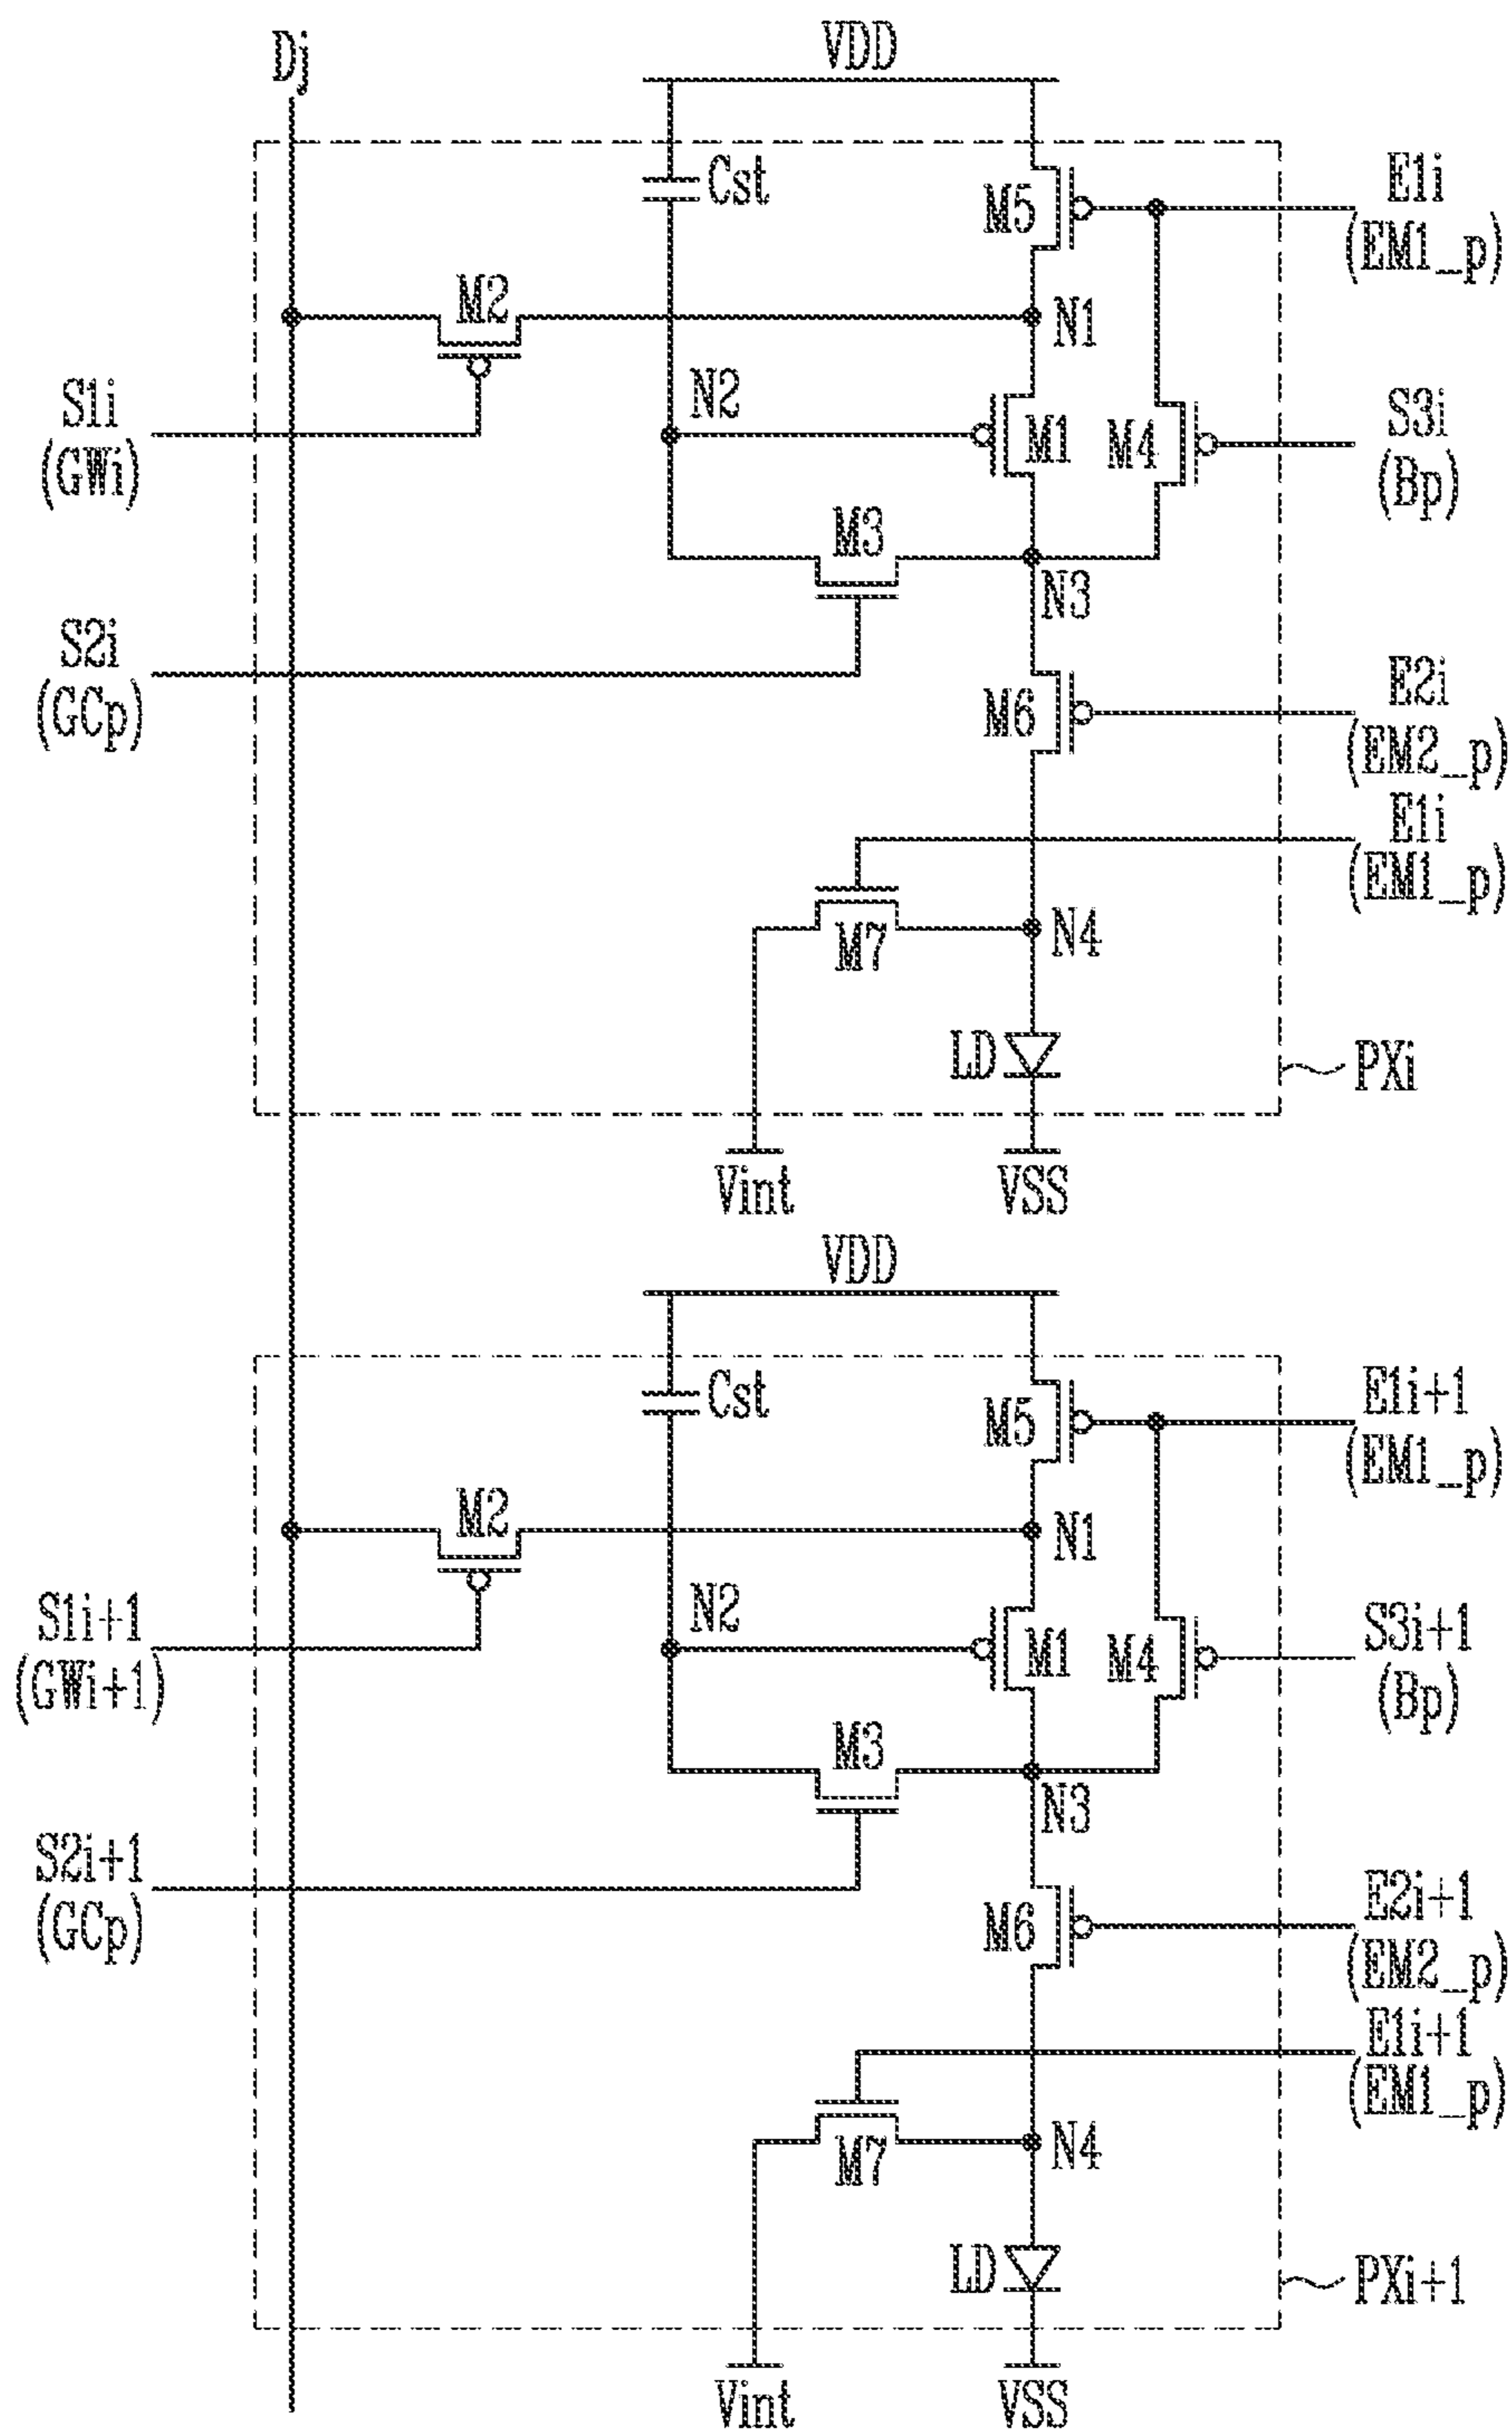 Dj
VDD
Cst
M5
E1i
(EM1_p)
M2
N1
S1i
(GWi)
N2
M1
M4
S3i
(Bp)
M3
N3
S2i
(GCp)
M6
E2i
(EM2_p)
E1i
(EM1_p)
M7
N4
LD
PXi
Vint
VSS
VDD
Cst
M5
E1i+1
(EM1_p)
M2
N1
S1i+1
(GWi+1)
N2
M1
M4
S3i+1
(Bp)
M3
N3
S2i+1
(GCp)
M6
E2i+1
(EM2_p)
E1i+1
(EM1_p)
M7
N4
LD
PXi+1
Vint
VSS